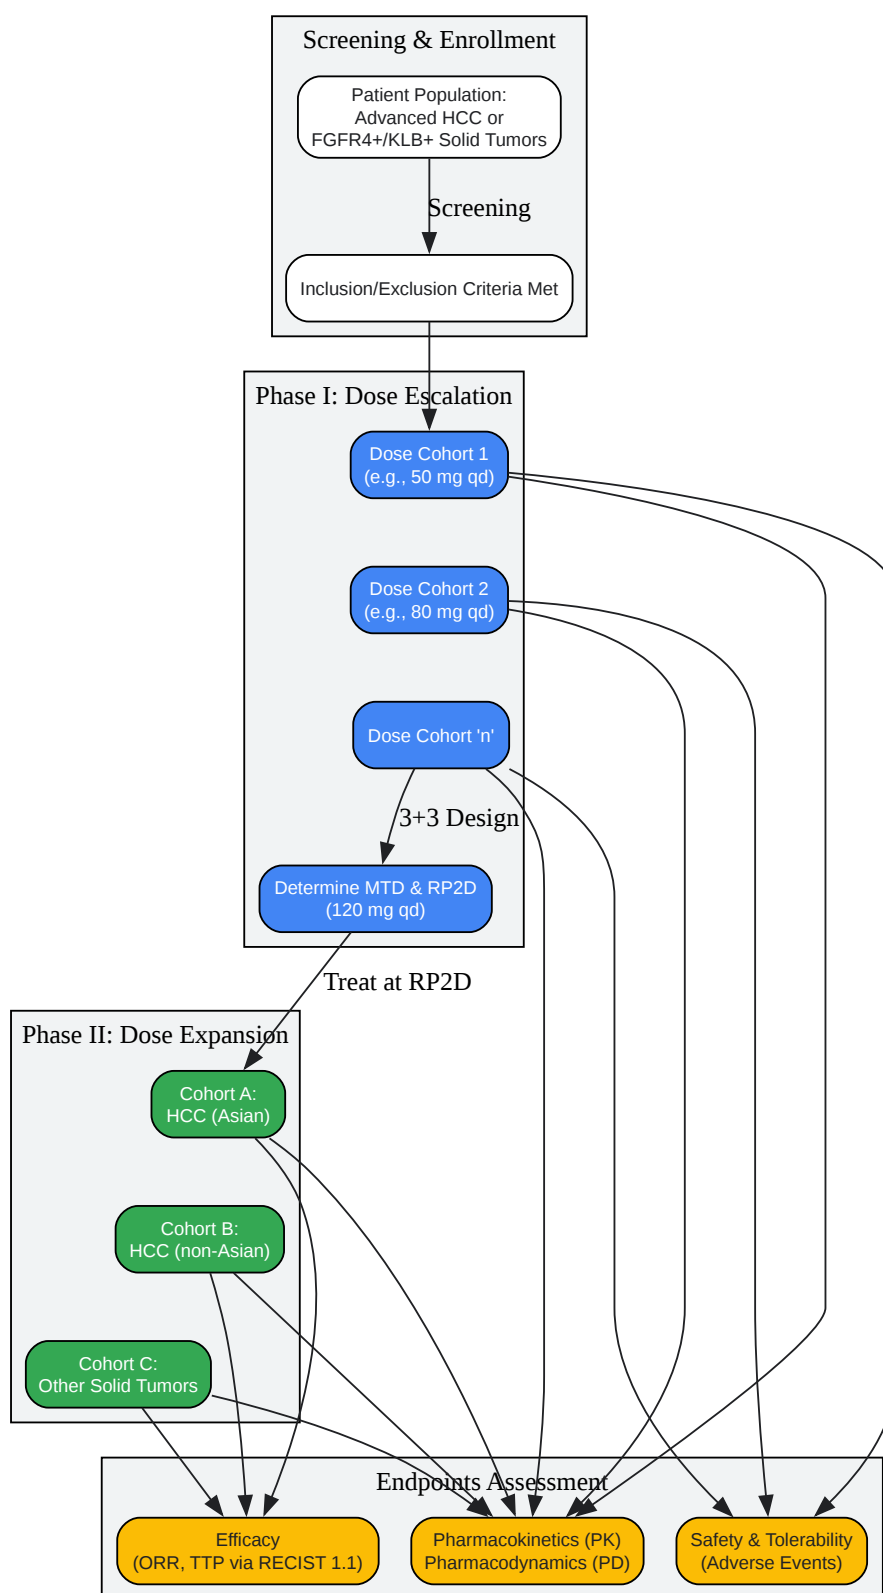 Screening & Enrollment
Patient Population:
Advanced HCC or
FGFR4+/KLB+ Solid Tumors
Screening
Inclusion/Exclusion Criteria Met
Phase I: Dose Escalation
Dose Cohort 1
(e.g., 50 mg qd)
Dose Cohort 2
(e.g., 80 mg qd)
Dose Cohort 'n'
3+3 Design
Determine MTD & RP2D
(120 mg qd)
Treat at RP2D
Phase II: Dose Expansion
Cohort A:
HCC (Asian)
Cohort B:
HCC (non-Asian)
Cohort C:
Other Solid Tumors
Endpoints Assessment
Efficacy
(ORR, TTP via RECIST 1.1)
Pharmacokinetics (PK)
Pharmacodynamics (PD)
Safety & Tolerability
(Adverse Events)